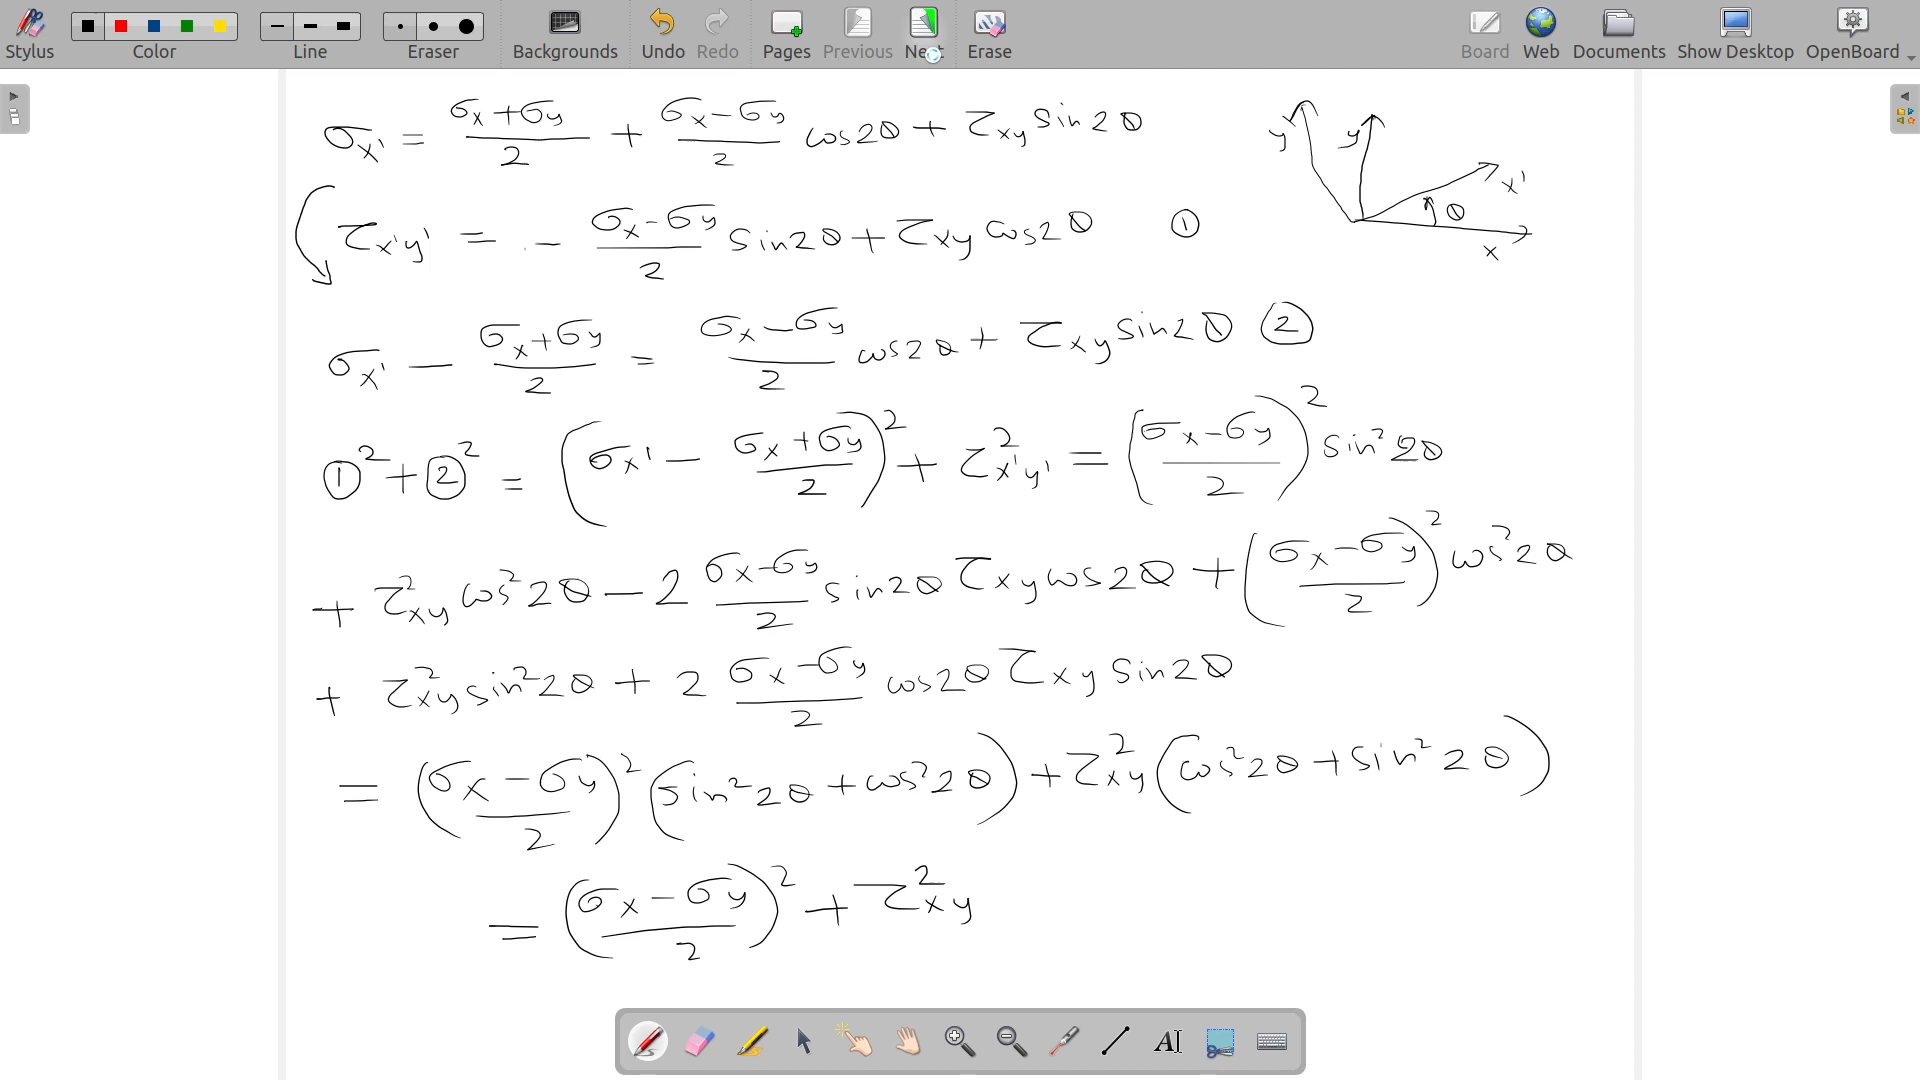 Stylus Color Line Eraser Backgrounds Undo Redo Pages Previous Next Erase Board Web Documents Show Desktop OpenBoard
σx' = (σx+σy)/2 + (σx−σy)/2 cos2θ + τxy sin2θ
y' y x' θ x
τx'y' = − (σx−σy)/2 sin2θ + τxy cos2θ ①
σx' − (σx+σy)/2 = (σx−σy)/2 cos2θ + τxy sin2θ ②
①² + ②² = (σx' − (σx+σy)/2)² + τ²x'y' = ((σx−σy)/2)² sin²2θ
+ τ²xy cos²2θ − 2 (σx−σy)/2 sin2θ τxy cos2θ + ((σx−σy)/2)² cos²2θ
+ τ²xy sin²2θ + 2 (σx−σy)/2 cos2θ τxy sin2θ
= ((σx−σy)/2)² (sin²2θ + cos²2θ) + τ²xy (cos²2θ + sin²2θ)
= ((σx−σy)/2)² + τ²xy